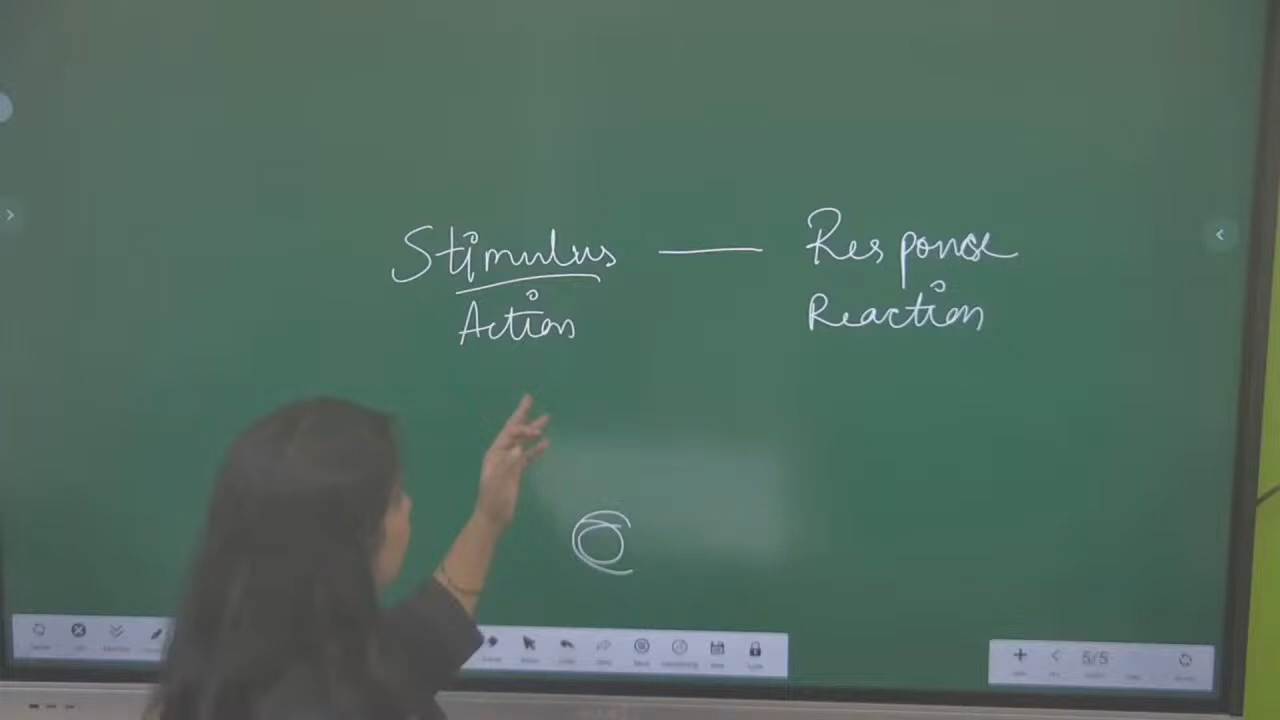 Stimulus — Response
Action Reaction
5/5